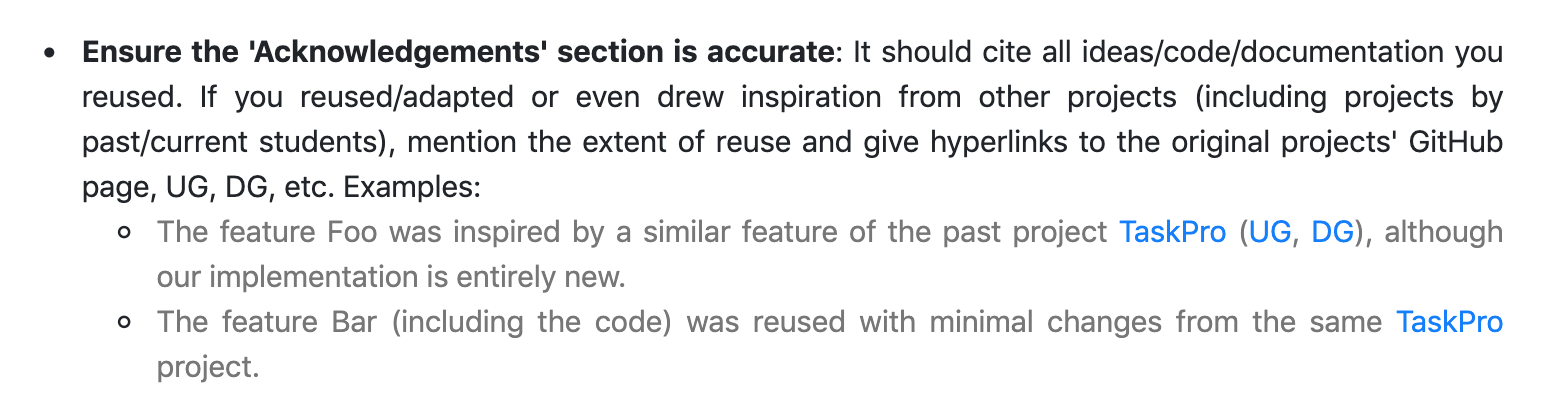 • Ensure the 'Acknowledgements' section is accurate: It should cite all ideas/code/documentation you
reused. If you reused/adapted or even drew inspiration from other projects (including projects by
past/current students), mention the extent of reuse and give hyperlinks to the original projects' GitHub
page, UG, DG, etc. Examples:
◦ The feature Foo was inspired by a similar feature of the past project TaskPro (UG, DG), although
our implementation is entirely new.
◦ The feature Bar (including the code) was reused with minimal changes from the same TaskPro
project.